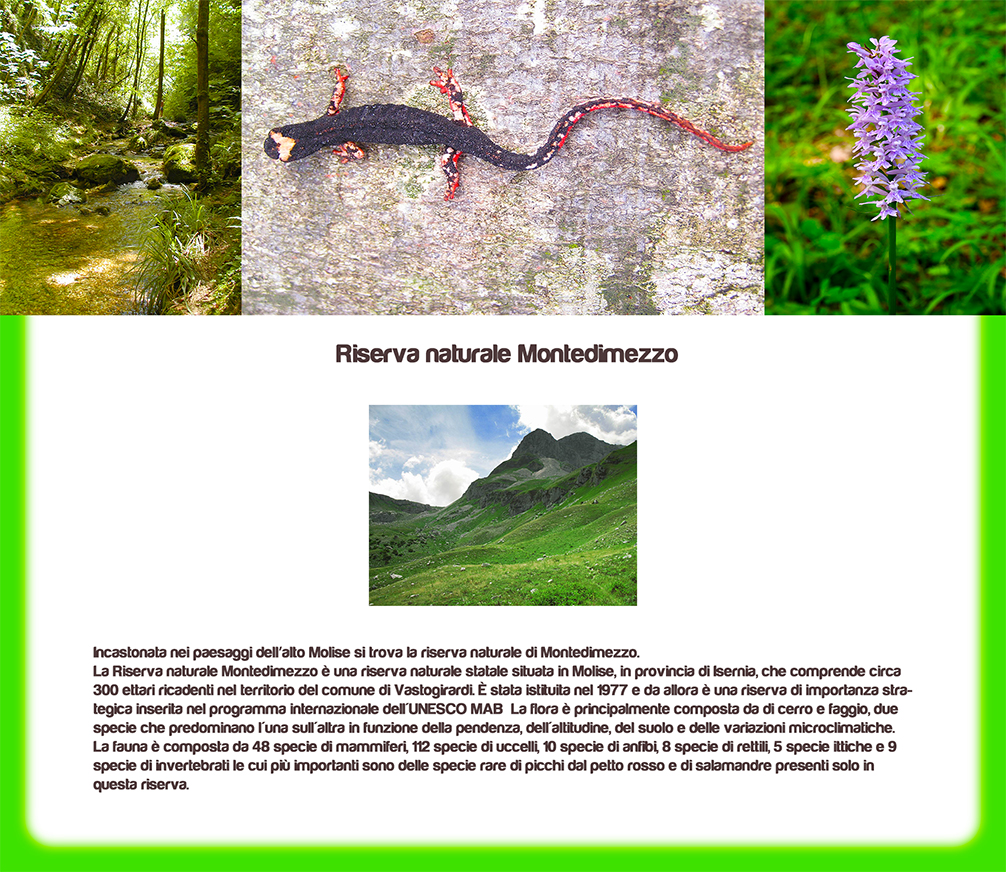 Riserva naturale Montedimezzo
Incastonata nei paesaggi dell'alto Molise si trova la riserva naturale di Montedimezzo.
La Riserva naturale Montedimezzo è una riserva naturale statale situata in Molise, in provincia di Isernia, che comprende circa
300 ettari ricadenti nel territorio del comune di Vastogirardi. È stata istituita nel 1977 e da allora è una riserva di importanza stra-
tegica inserita nel programma internazionale dell'UNESCO MAB  La flora è principalmente composta da di cerro e faggio, due
specie che predominano l'una sull'altra in funzione della pendenza, dell'altitudine, del suolo e delle variazioni microclimatiche.
La fauna è composta da 48 specie di mammiferi, 112 specie di uccelli, 10 specie di anfibi, 8 specie di rettili, 5 specie ittiche e 9
specie di invertebrati le cui più importanti sono delle specie rare di picchi dal petto rosso e di salamandre presenti solo in
questa riserva.